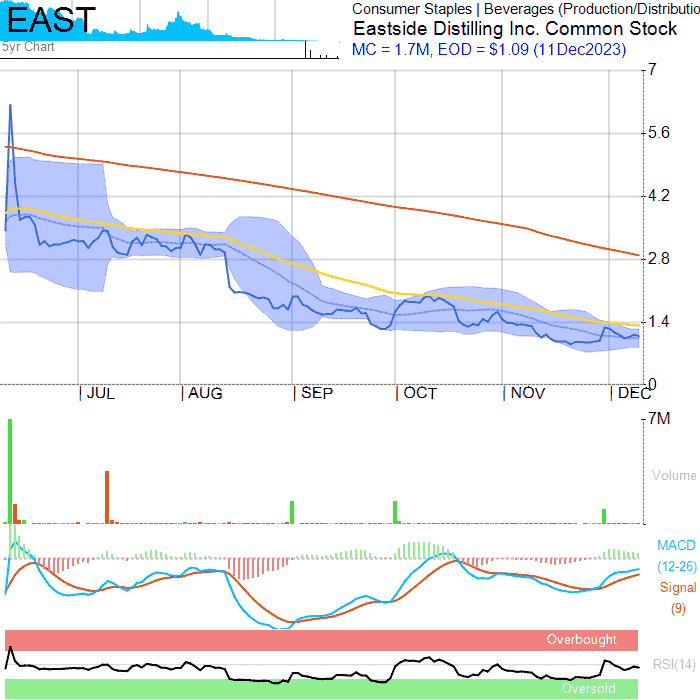 EAST
5yr Chart
Consumer Staples | Beverages (Production/Distributio
Eastside Distilling Inc. Common Stock
MC = 1.7M, EOD = $1.09 (11Dec2023)
7
5.6
4.2
2.8
1.4
0
JUL AUG SEP OCT NOV DEC
7M
Volume
MACD
(12-26)
Signal
(9)
Overbought
RSI(14)
Oversold